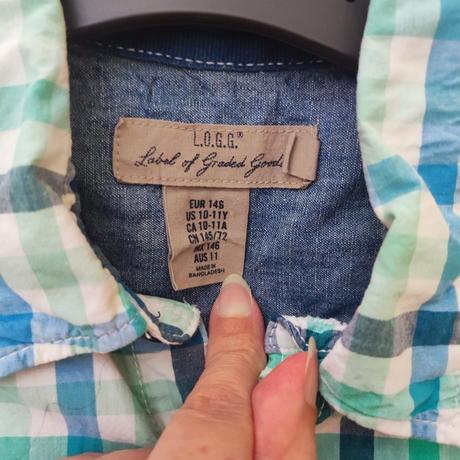 L.O.G.G.®
Label of Graded Goods
EUR 146
US 10-11Y
CA 10-11A
CN 145/72
MX 146
AUS 11
MADE IN
BANGLADESH